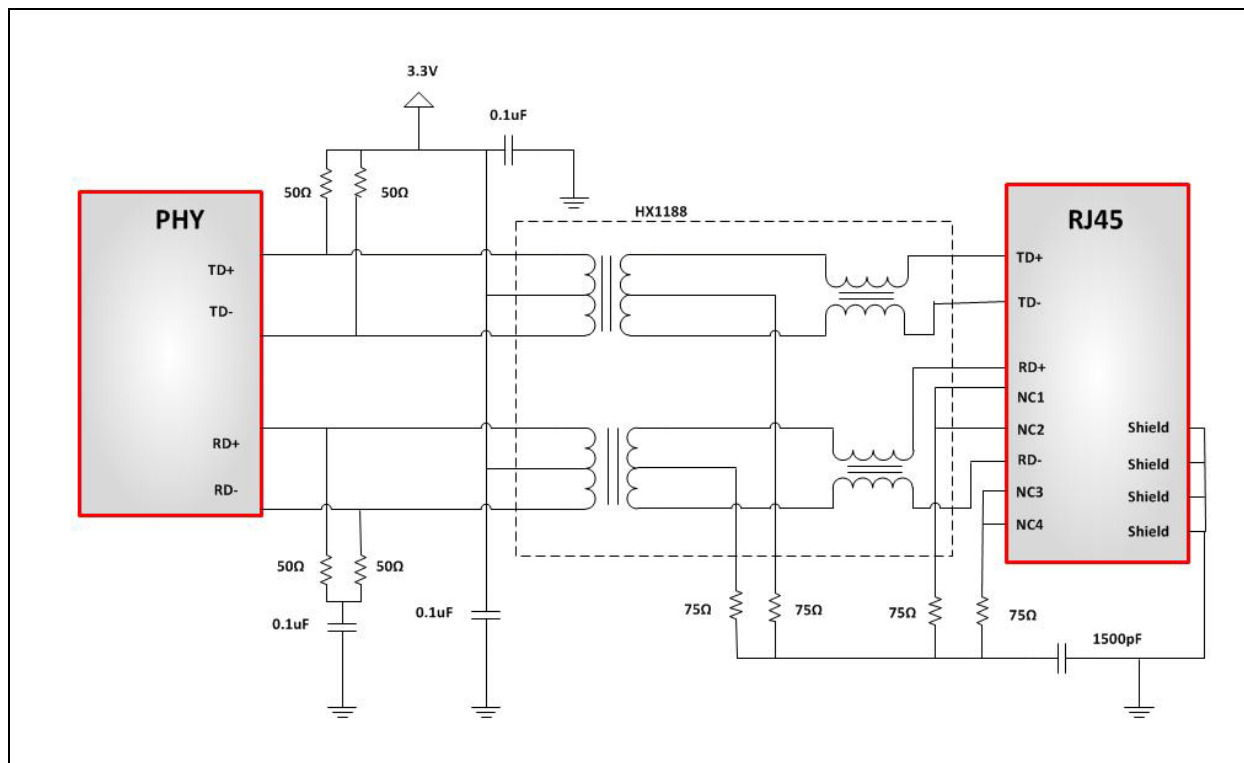 3.3V
0.1uF
50Ω
50Ω
HX1188
PHY
RJ45
TD+
TD-
RD+
RD-
TD+
TD-
RD+
NC1
NC2
RD-
NC3
NC4
Shield
Shield
Shield
Shield
50Ω
50Ω
0.1uF
0.1uF
75Ω
75Ω
75Ω
75Ω
1500pF